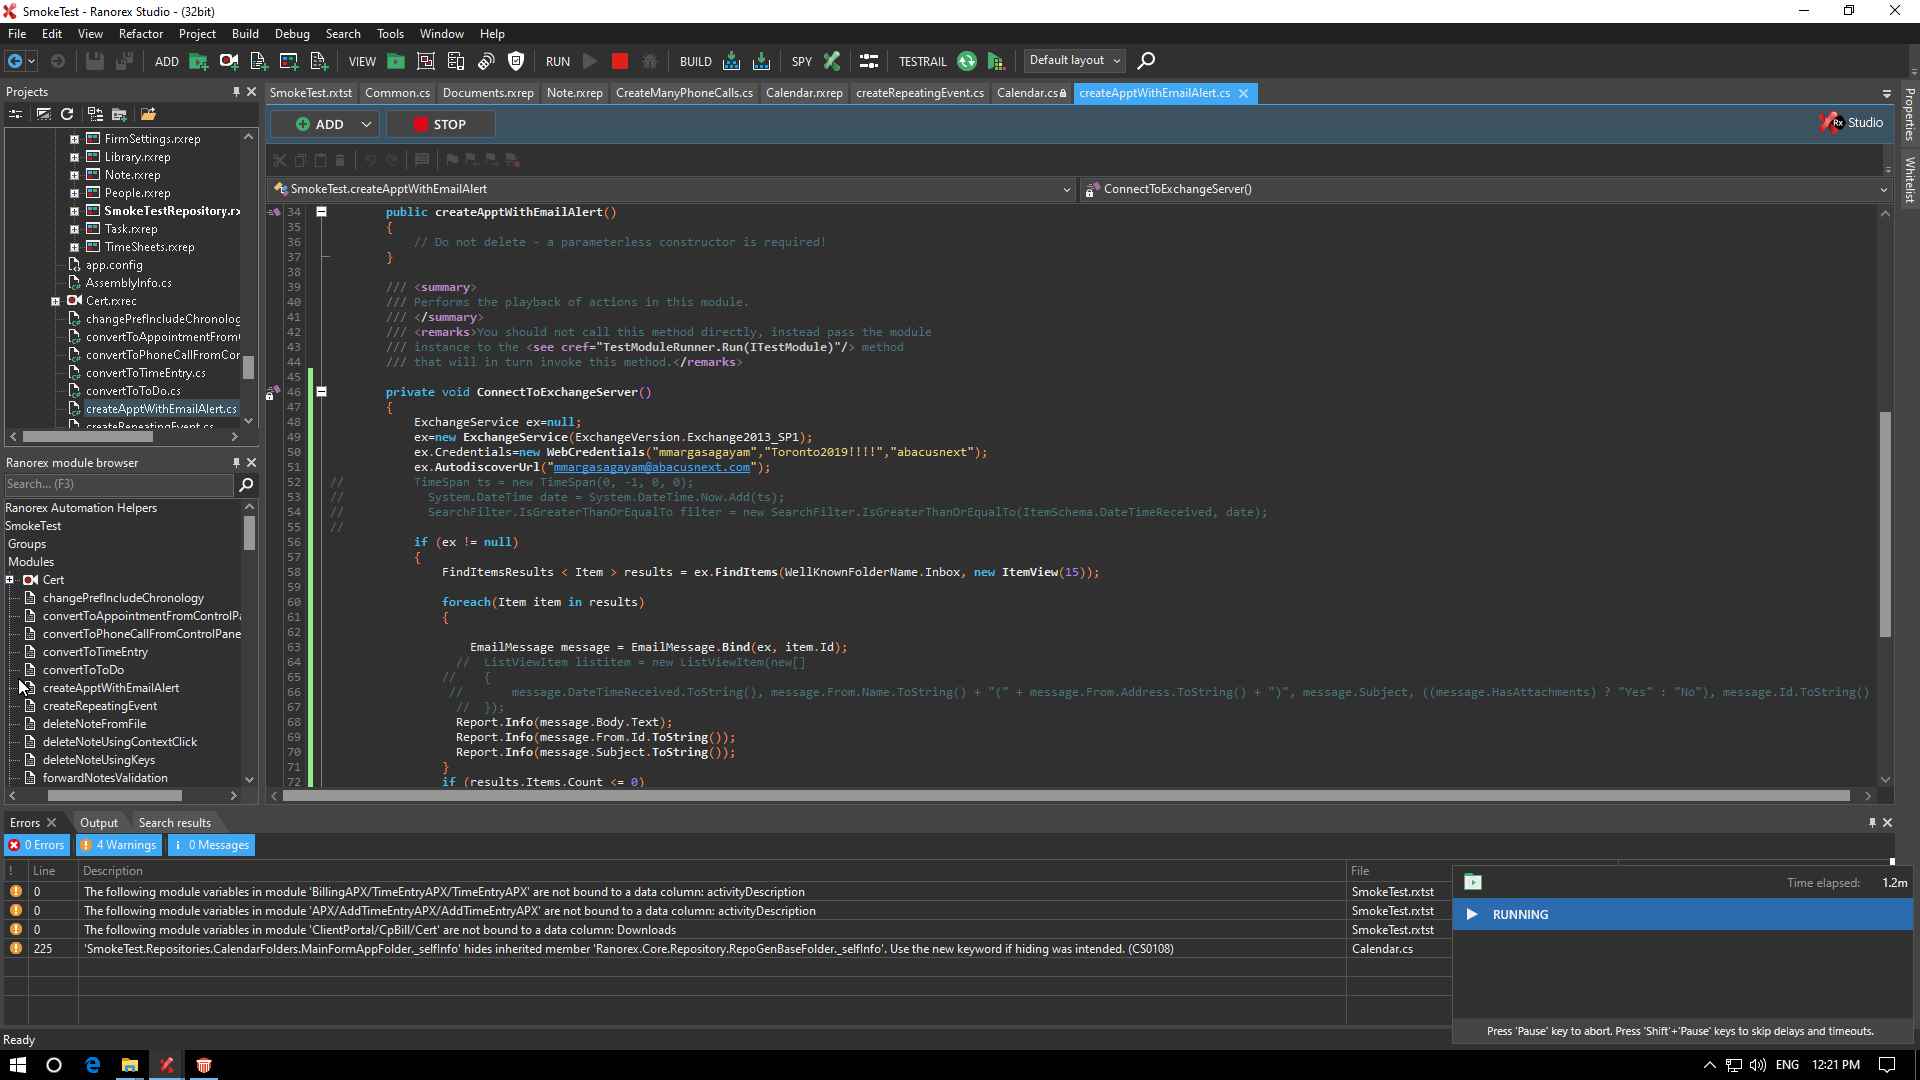 SmokeTest - Ranorex Studio - (32bit)
File Edit View Refactor Project Build Debug Search Tools Window Help
ADD VIEW RUN BUILD SPY TESTRAIL Default layout
Projects
SmokeTest.rxtst Common.cs Documents.rxrep Note.rxrep CreateManyPhoneCalls.cs Calendar.rxrep createRepeatingEvent.cs Calendar.cs createApptWithEmailAlert.cs
Properties
Whitelist
ADD STOP Studio
FirmSettings.rxrep
Library.rxrep
Note.rxrep
People.rxrep
SmokeTestRepository.rx
Task.rxrep
TimeSheets.rxrep
app.config
AssemblyInfo.cs
Cert.rxrec
changePrefIncludeChronolog
convertToAppointmentFrom
convertToPhoneCallFromCor
convertToTimeEntry.cs
convertToToDo.cs
createApptWithEmailAlert.cs
createRepeatingEvent.cs
Ranorex module browser
Search... (F3)
Ranorex Automation Helpers
SmokeTest
Groups
Modules
Cert
changePrefIncludeChronology
convertToAppointmentFromControlPa
convertToPhoneCallFromControlPane
convertToTimeEntry
convertToToDo
createApptWithEmailAlert
createRepeatingEvent
deleteNoteFromFile
deleteNoteUsingContextClick
deleteNoteUsingKeys
forwardNotesValidation
SmokeTest.createApptWithEmailAlert ConnectToExchangeServer()
34 public createApptWithEmailAlert()
35 {
36 // Do not delete - a parameterless constructor is required!
37 }
38
39 /// <summary>
40 /// Performs the playback of actions in this module.
41 /// </summary>
42 /// <remarks>You should not call this method directly, instead pass the module
43 /// instance to the <see cref="TestModuleRunner.Run(ITestModule)"/> method
44 /// that will in turn invoke this method.</remarks>
45
46 private void ConnectToExchangeServer()
47 {
48 ExchangeService ex=null;
49 ex=new ExchangeService(ExchangeVersion.Exchange2013_SP1);
50 ex.Credentials=new WebCredentials("mmargasagayam","Toronto2019!!!!","abacusnext");
51 ex.AutodiscoverUrl("mmargasagayam@abacusnext.com");
52 // TimeSpan ts = new TimeSpan(0, -1, 0, 0);
53 // System.DateTime date = System.DateTime.Now.Add(ts);
54 // SearchFilter.IsGreaterThanOrEqualTo filter = new SearchFilter.IsGreaterThanOrEqualTo(ItemSchema.DateTimeReceived, date);
55 //
56 if (ex != null)
57 {
58 FindItemsResults < Item > results = ex.FindItems(WellKnownFolderName.Inbox, new ItemView(15));
59
60 foreach(Item item in results)
61 {
62
63 EmailMessage message = EmailMessage.Bind(ex, item.Id);
64 // ListViewItem listitem = new ListViewItem(new[]
65 // {
66 // message.DateTimeReceived.ToString(), message.From.Name.ToString() + "(" + message.From.Address.ToString() + ")", message.Subject, ((message.HasAttachments) ? "Yes" : "No"), message.Id.ToString()
67 // });
68 Report.Info(message.Body.Text);
69 Report.Info(message.From.Id.ToString());
70 Report.Info(message.Subject.ToString());
71 }
72 if (results.Items.Count <= 0)
Errors Output Search results
0 Errors 4 Warnings 0 Messages
! Line Description File
0 The following module variables in module 'BillingAPX/TimeEntryAPX/TimeEntryAPX' are not bound to a data column: activityDescription SmokeTest.rxtst
0 The following module variables in module 'APX/AddTimeEntryAPX/AddTimeEntryAPX' are not bound to a data column: activityDescription SmokeTest.rxtst
0 The following module variables in module 'ClientPortal/CpBill/Cert' are not bound to a data column: Downloads SmokeTest.rxtst
225 'SmokeTest.Repositories.CalendarFolders.MainFormAppFolder._selfInfo' hides inherited member 'Ranorex.Core.Repository.RepoGenBaseFolder._selfInfo'. Use the new keyword if hiding was intended. (CS0108) Calendar.cs
Time elapsed: 1.2m
RUNNING
Press 'Pause' key to abort. Press 'Shift'+'Pause' keys to skip delays and timeouts.
Ready
ENG 12:21 PM